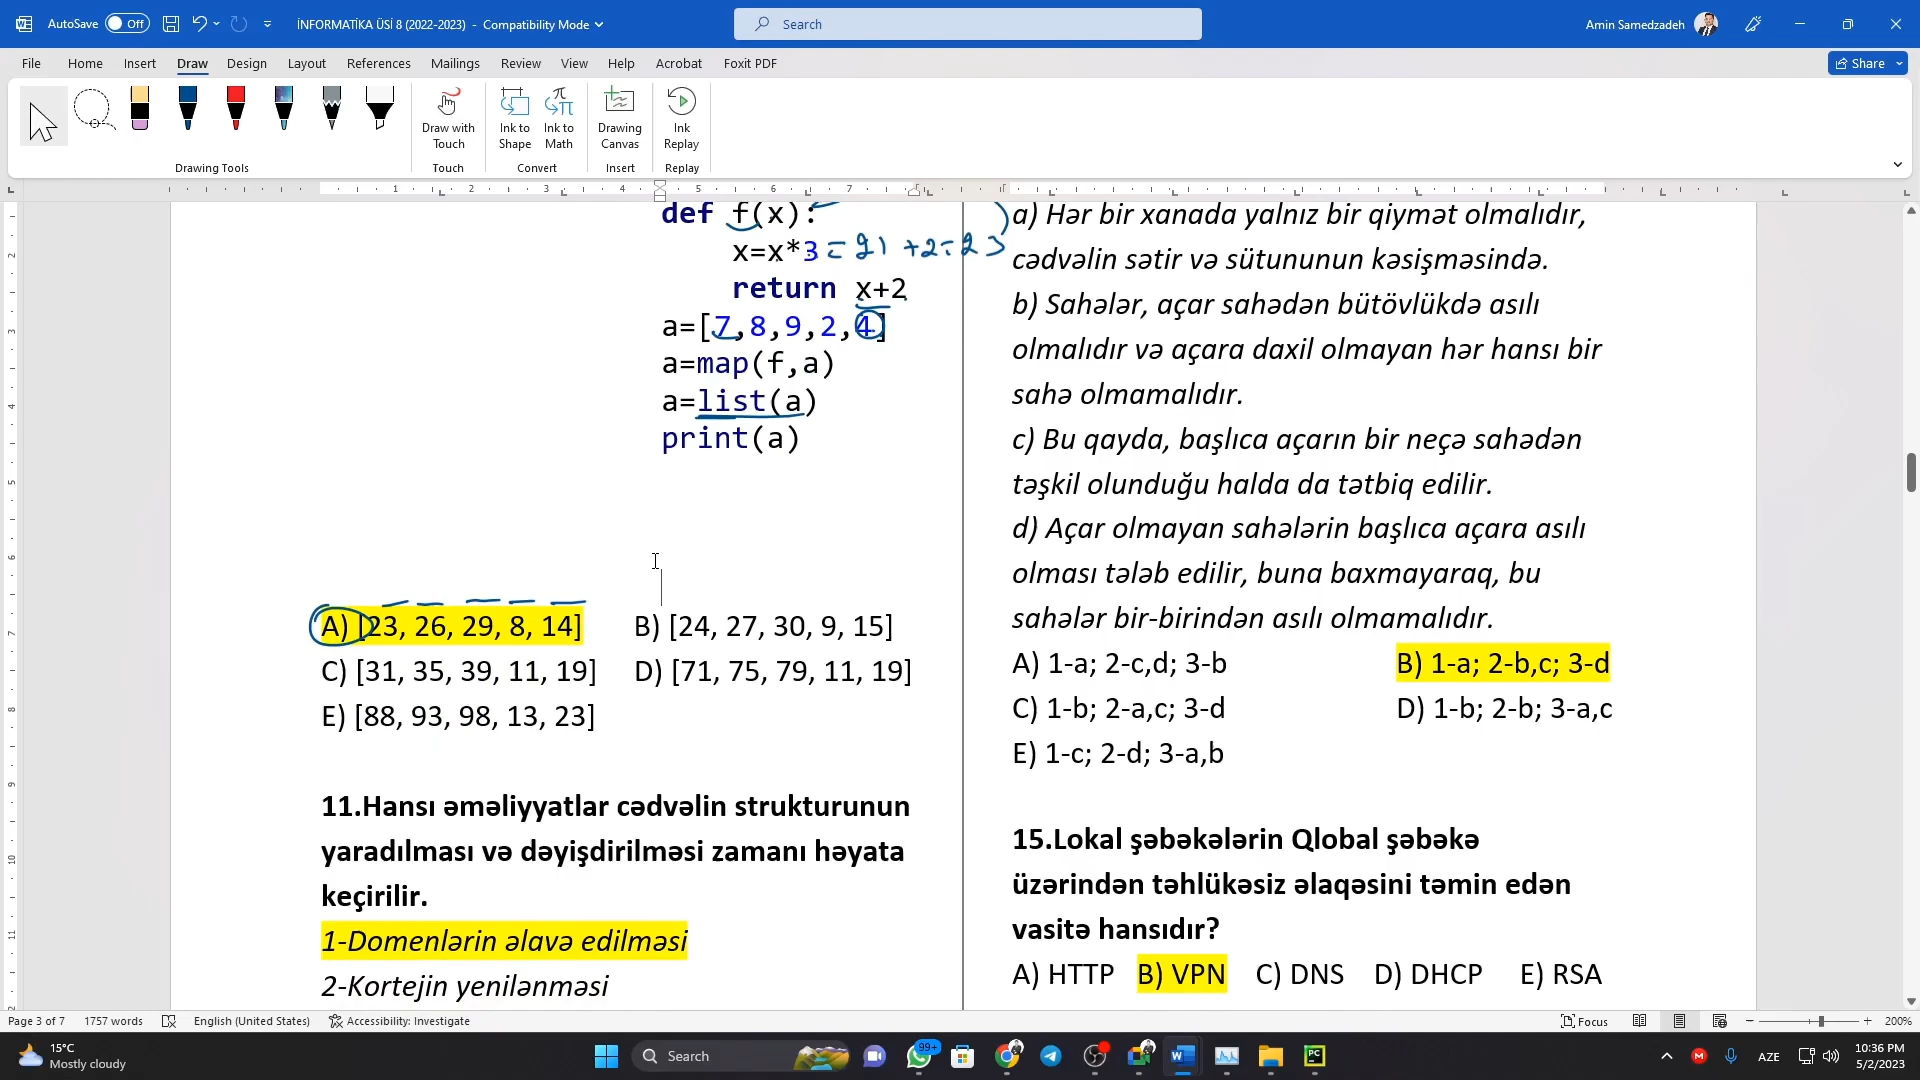 AutoSave Off
İNFORMATİKA ÜSİ 8 (2022-2023) - Compatibility Mode
Search
Amin Samedzadeh
File Home Insert Draw Design Layout References Mailings Review View Help Acrobat Foxit PDF
Share
Draw with Touch
Ink to Shape
Ink to Math
Drawing Canvas
Ink Replay
Drawing Tools Touch Convert Insert Replay
1 2 3 4 5 6 7
def f(x):
x=x*3 = 21 +2=23
return x+2
a=[7,8,9,2,4]
a=map(f,a)
a=list(a)
print(a)
A) [23, 26, 29, 8, 14] B) [24, 27, 30, 9, 15]
C) [31, 35, 39, 11, 19] D) [71, 75, 79, 11, 19]
E) [88, 93, 98, 13, 23]
11.Hansı əməliyyatlar cədvəlin strukturunun
yaradılması və dəyişdirilməsi zamanı həyata
keçirilir.
1-Domenlərin əlavə edilməsi
2-Kortejin yenilənməsi
a) Hər bir xanada yalnız bir qiymət olmalıdır,
cədvəlin sətir və sütununun kəsişməsində.
b) Sahələr, açar sahədən bütövlükdə asılı
olmalıdır və açara daxil olmayan hər hansı bir
sahə olmamalıdır.
c) Bu qayda, başlıca açarın bir neçə sahədən
təşkil olunduğu halda da tətbiq edilir.
d) Açar olmayan sahələrin başlıca açara asılı
olması tələb edilir, buna baxmayaraq, bu
sahələr bir-birindən asılı olmamalıdır.
A) 1-a; 2-c,d; 3-b B) 1-a; 2-b,c; 3-d
C) 1-b; 2-a,c; 3-d D) 1-b; 2-b; 3-a,c
E) 1-c; 2-d; 3-a,b
15.Lokal şəbəkələrin Qlobal şəbəkə
üzərindən təhlükəsiz əlaqəsini təmin edən
vasitə hansıdır?
A) HTTP B) VPN C) DNS D) DHCP E) RSA
Page 3 of 7 1757 words English (United States) Accessibility: Investigate Focus 200%
15°C
Mostly cloudy
Search
99+
AZE
10:36 PM
5/2/2023